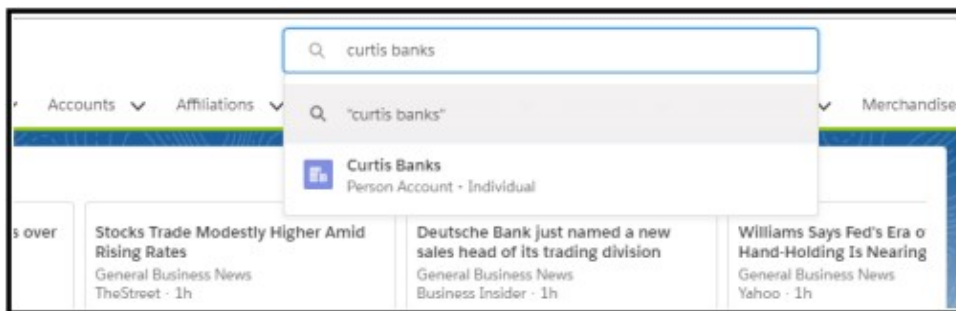 curtis banks
Accounts
Affiliations
Merchandise
"curtis banks"
Curtis Banks
Person Account • Individual
s over
Stocks Trade Modestly Higher Amid
Rising Rates
General Business News
TheStreet · 1h
Deutsche Bank just named a new
sales head of its trading division
General Business News
Business Insider · 1h
Williams Says Fed's Era o
Hand-Holding Is Nearing
General Business News
Yahoo · 1h